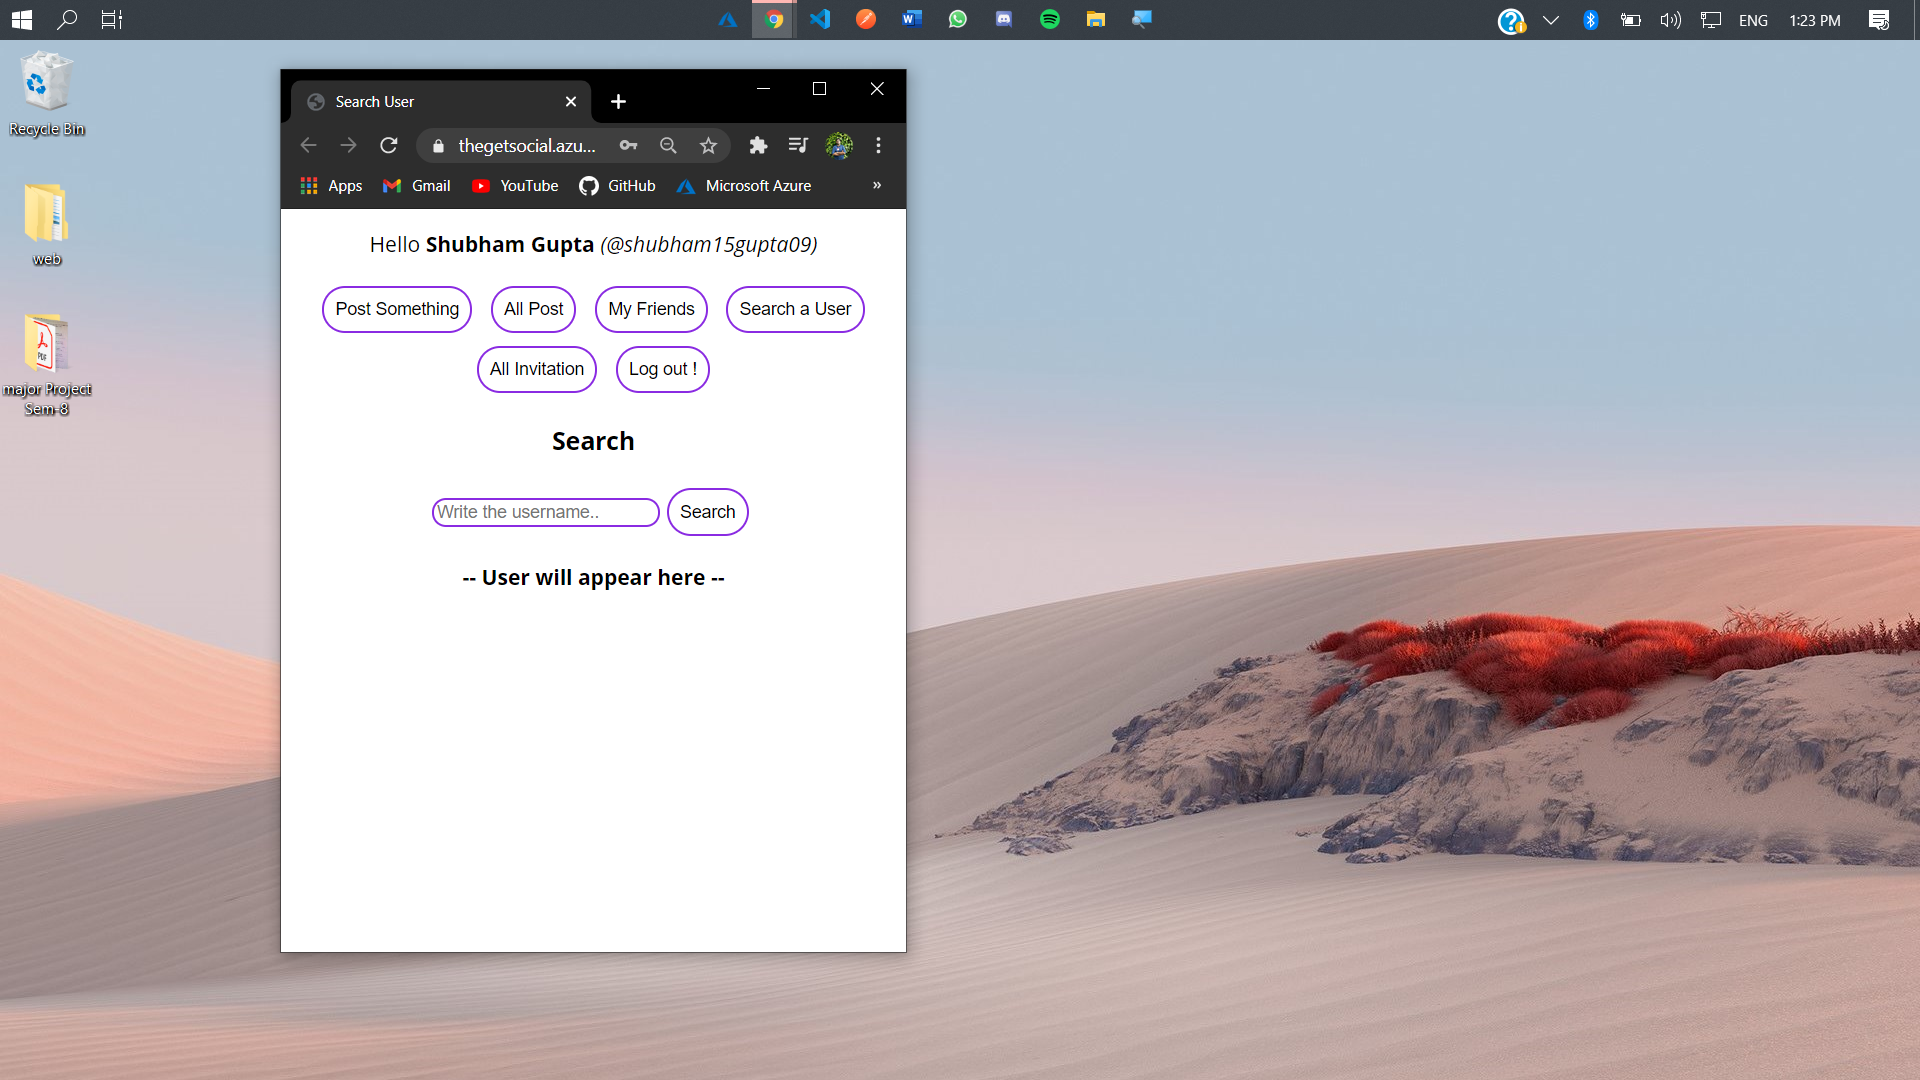 ENG 1:23 PM
Recycle Bin
web
major Project
Sem-8
Search User
thegetsocial.azu...
Apps Gmail YouTube GitHub Microsoft Azure »
Hello Shubham Gupta (@shubham15gupta09)
Post Something All Post My Friends Search a User
All Invitation Log out !
Search
Write the username.. Search
-- User will appear here --